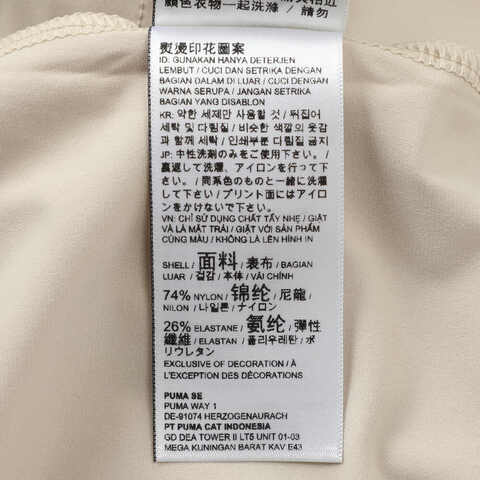 顏色衣物一起洗滌 / 請勿
熨燙印花圖案
ID: GUNAKAN HANYA DETERJEN
LEMBUT / CUCI DAN SETRIKA DENGAN
BAGIAN DALAM DI LUAR / CUCI DENGAN
WARNA SERUPA / JANGAN SETRIKA
BAGIAN YANG DISABLON
KR: 약한 세제만 사용할 것 / 뒤집어
세탁 및 다림질 / 비슷한 색깔의 옷감
과 함께 세탁 / 인쇄부분 다림질 금지
JP: 中性洗剤のみをご使用下さい。/
裏返して洗濯、アイロンを行って下
さい。/ 同系色のものと一緒に洗濯
して下さい / プリント面にはアイロン
をかけないで下さい。
VN: CHỈ SỬ DỤNG CHẤT TẨY NHẸ / GIẶT
VÀ LÀ MẶT TRÁI / GIẶT VỚI SẢN PHẨM
CÙNG MÀU / KHÔNG LÀ LÊN HÌNH IN
SHELL / 面料 / 表布 / BAGIAN
LUAR / 겉감 / 本体 / VẢI CHÍNH
74% NYLON / 锦纶 / 尼龍 /
NILON / 나일론 / ナイロン
26% ELASTANE / 氨纶 / 彈性
纖維 / ELASTAN / 폴리우레탄 / ポ
リウレタン
EXCLUSIVE OF DECORATION / À
L'EXCEPTION DES DÉCORATIONS
PUMA SE
PUMA WAY 1
DE-91074 HERZOGENAURACH
PT PUMA CAT INDONESIA
GD DEA TOWER II LT5 UNIT 01-03
MEGA KUNINGAN BARAT KAV E43